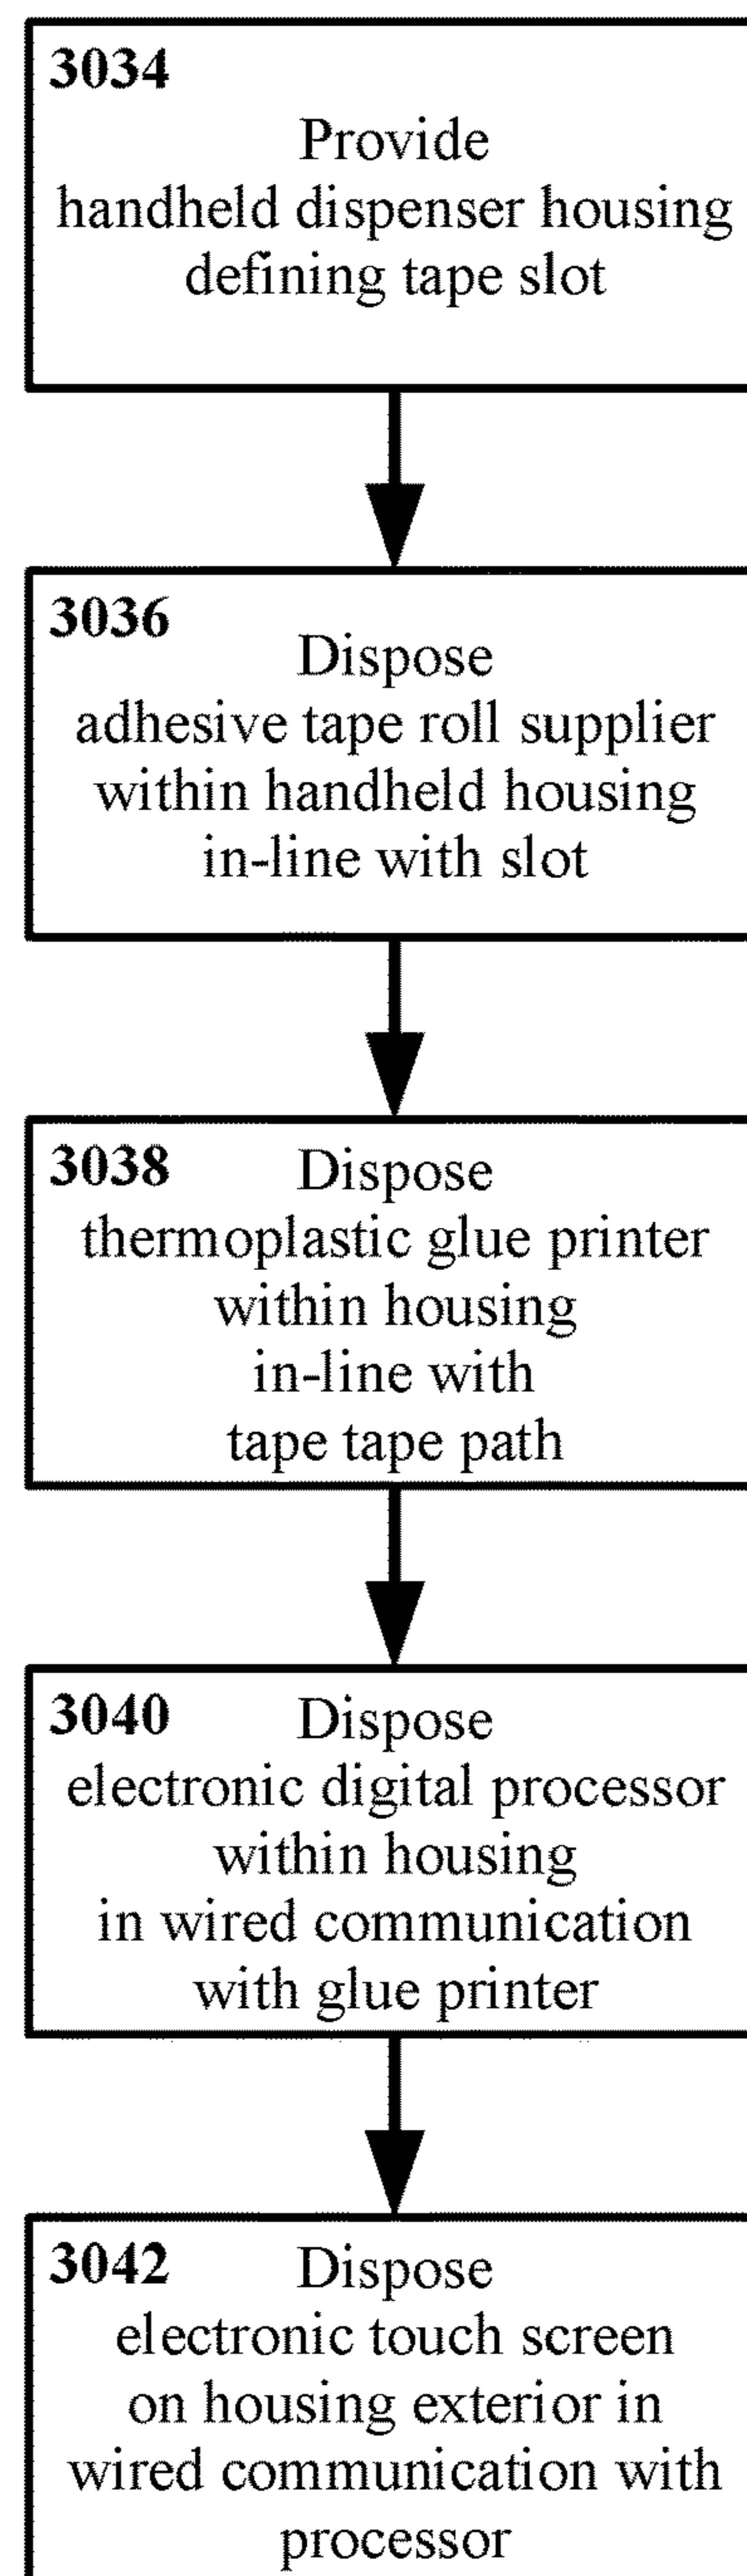 3034
Provide
handheld dispenser housing
defining tape slot
3036
Dispose
adhesive tape roll supplier
within handheld housing
in-line with slot
3038 Dispose
thermoplastic glue printer
within housing
in-line with
tape tape path
3040 Dispose
electronic digital processor
within housing
in wired communication
with glue printer
3042 Dispose
electronic touch screen
on housing exterior in
wired communication with
processor